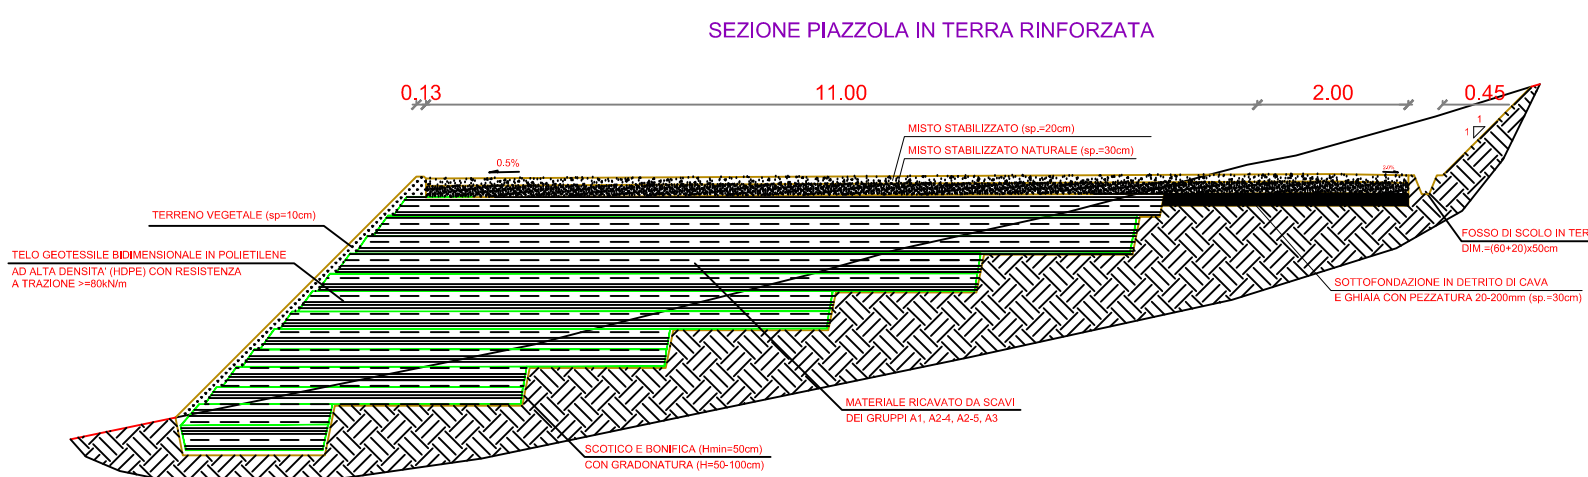 SEZIONE PIAZZOLA IN TERRA RINFORZATA
0.13
11.00
2.00
0.45
MISTO STABILIZZATO (sp.=20cm)
MISTO STABILIZZATO NATURALE (sp.=30cm)
1
1
0.5%
TERRENO VEGETALE (sp=10cm)
TELO GEOTESSILE BIDIMENSIONALE IN POLIETILENE
AD ALTA DENSITA' (HDPE) CON RESISTENZA
A TRAZIONE >=80kN/m
FOSSO DI SCOLO IN TER
DIM.=(60+20)x50cm
SOTTOFONDAZIONE IN DETRITO DI CAVA
E GHIAIA CON PEZZATURA 20-200mm (sp.=30cm)
MATERIALE RICAVATO DA SCAVI
DEI GRUPPI A1, A2-4, A2-5, A3
SCOTICO E BONIFICA (Hmin=50cm)
CON GRADONATURA (H=50-100cm)